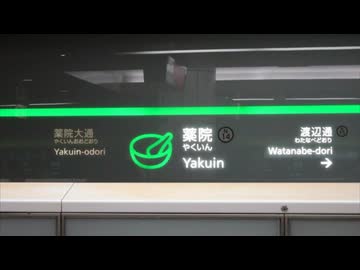 薬院大通
やくいんおおどおり
Yakuin-odori
薬院
やくいん
Yakuin
N
14
渡辺通
わたなべどおり
Watanabe-dori
→